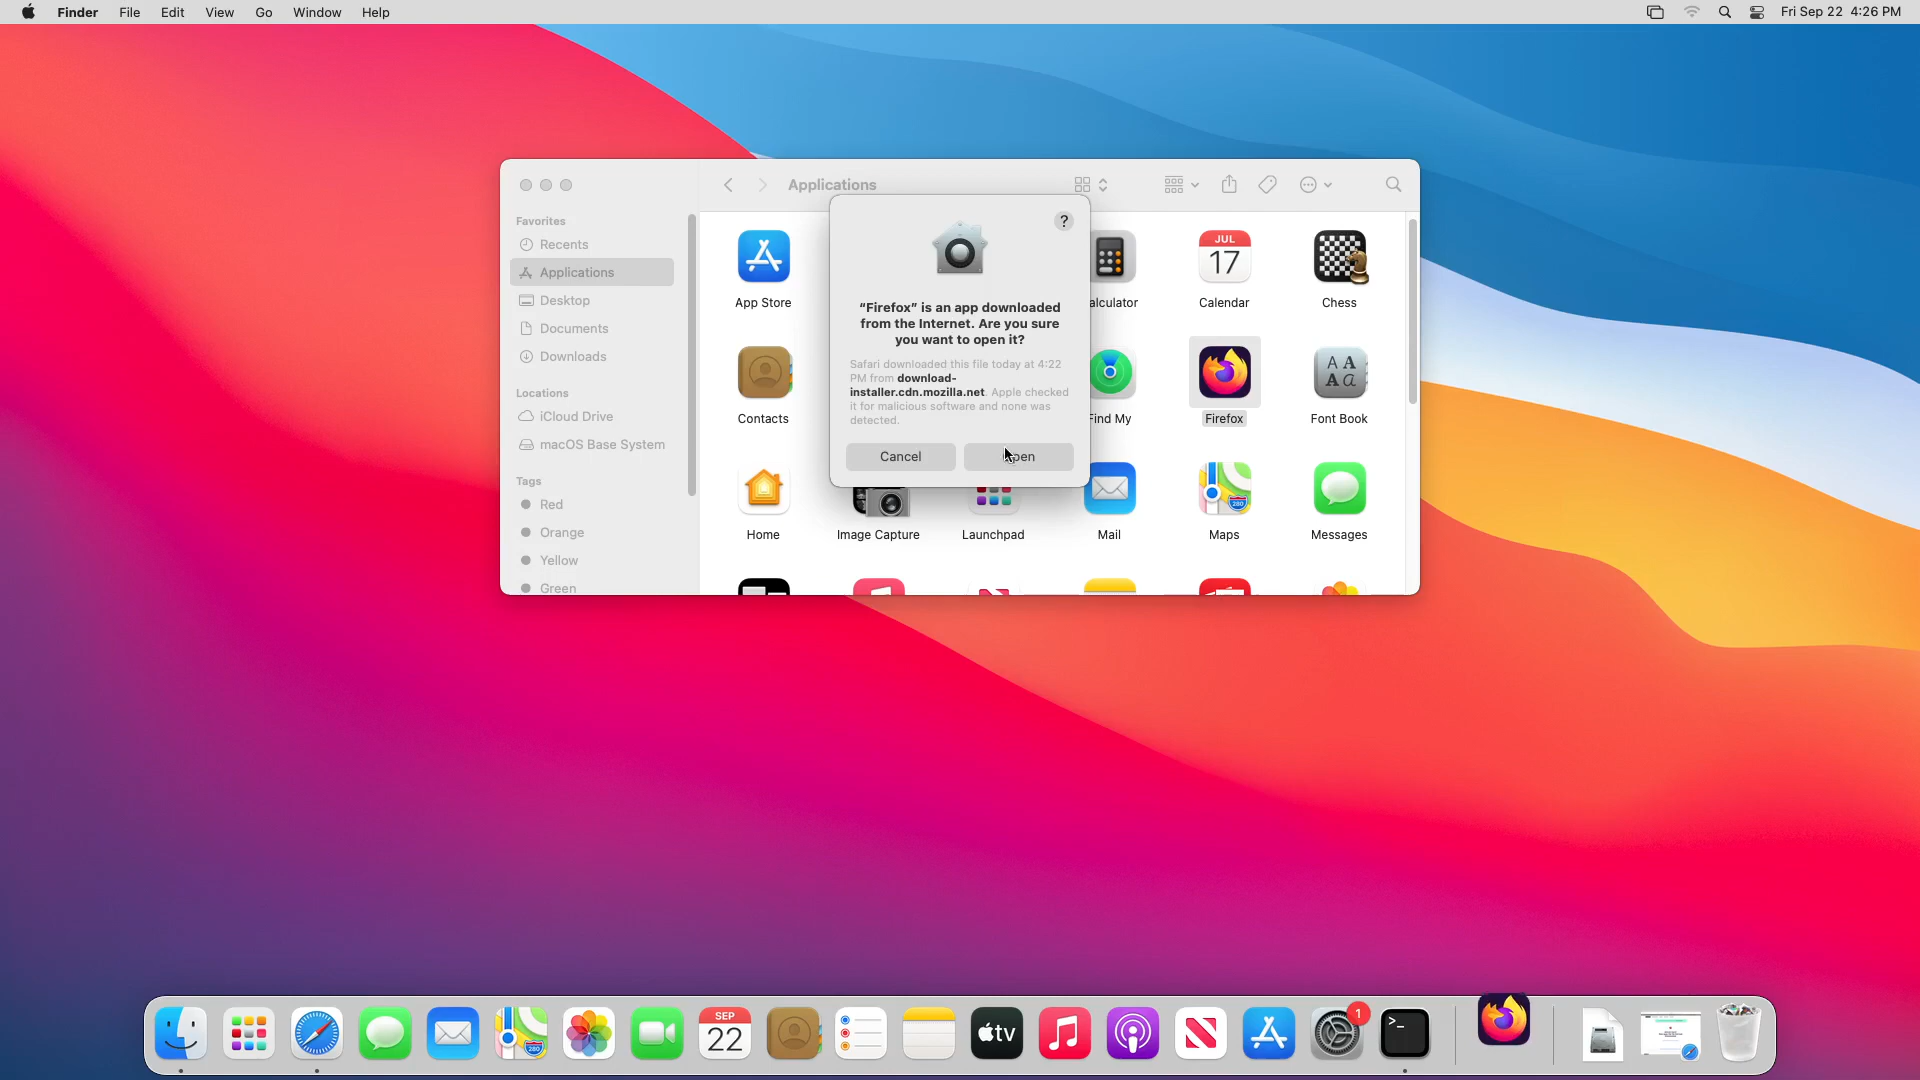 Finder File Edit View Go Window Help
Fri Sep 22 4:26 PM
Applications
Favorites
Recents
Applications
Desktop
Documents
Downloads
Locations
iCloud Drive
macOS Base System
Tags
Red
Orange
Yellow
Green
App Store
alculator
Calendar
Chess
JUL
17
Contacts
Find My
Firefox
Font Book
A A
A a
Home
Image Capture
Launchpad
Mail
Maps
Messages
280
?
“Firefox” is an app downloaded
from the Internet. Are you sure
you want to open it?
Safari downloaded this file today at 4:22
PM from download-
installer.cdn.mozilla.net. Apple checked
it for malicious software and none was
detected.
Cancel
pen
280
SEP
22
tv
1
>_